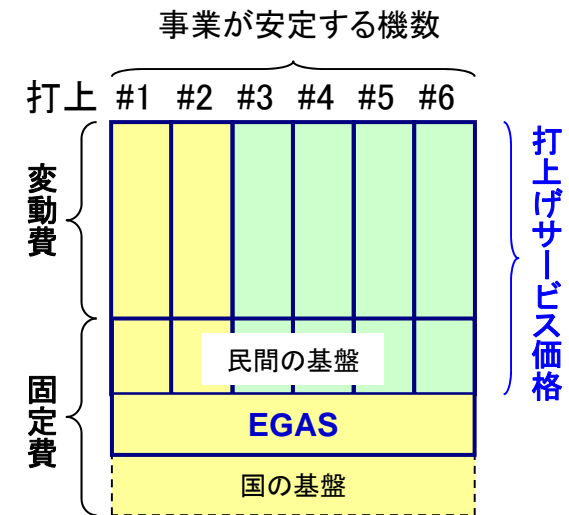 事業が安定する機数
打上 #1 #2 #3 #4 #5 #6
変動費
打上げサービス価格
民間の基盤
固定費
EGAS
国の基盤